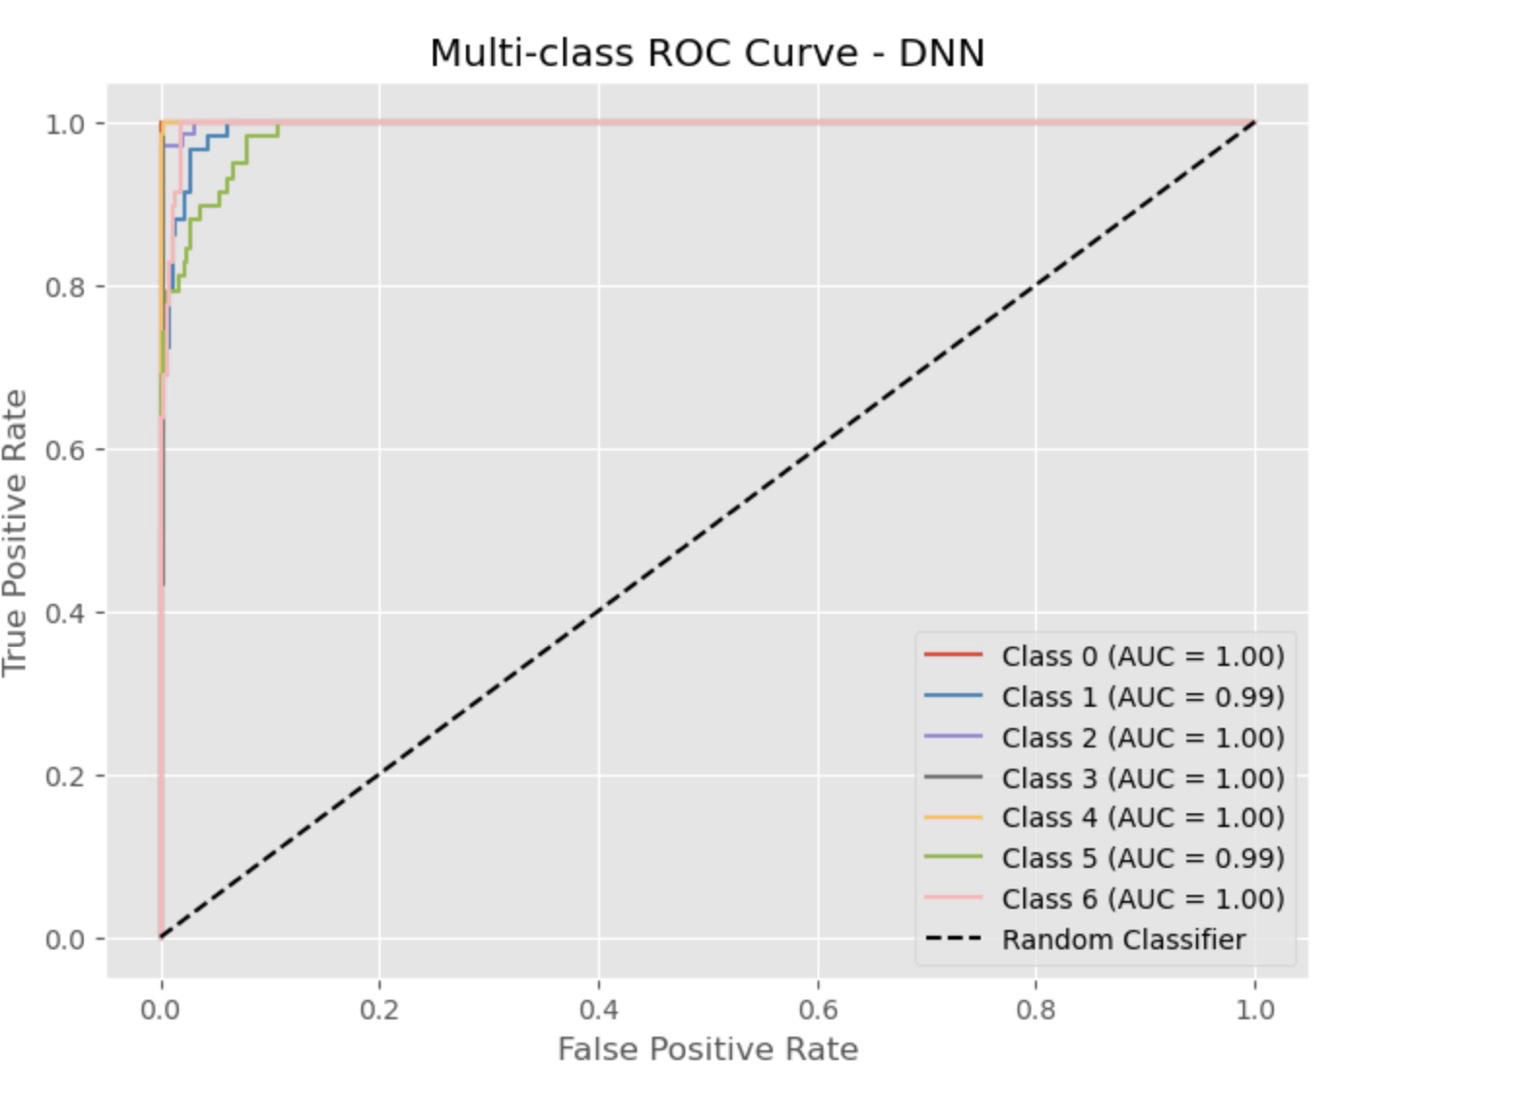 Multi-class ROC Curve - DNN
True Positive Rate
1.0
0.8
0.6
0.4
0.2
0.0
Class 0 (AUC = 1.00)
Class 1 (AUC = 0.99)
Class 2 (AUC = 1.00)
Class 3 (AUC = 1.00)
Class 4 (AUC = 1.00)
Class 5 (AUC = 0.99)
Class 6 (AUC = 1.00)
Random Classifier
0.0 0.2 0.4 0.6 0.8 1.0
False Positive Rate